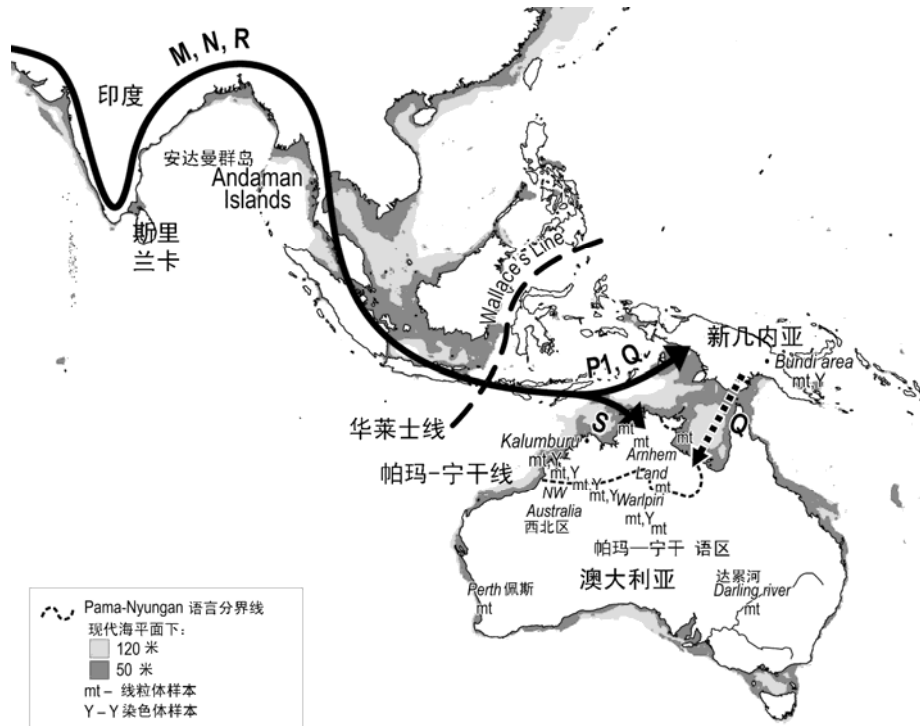 M, N, R
印度
安达曼群岛
Andaman
Islands
斯里
兰卡
Wallace's Line
新几内亚
Bundi area
mt,Y
P1, Q
华莱士线
S
Q
mt
mt
mt
Arnhem
Land
mt
Kalumburu
mt,Y
帕玛-宁干线
mt,Y
mt,Y
mt,Y
NW
Australia
西北区
Warlpiri
mt,Y
mt
帕玛—宁干 语区
澳大利亚
Perth 佩斯
mt
达累河
Darling river
mt
Pama-Nyungan 语言分界线
现代海平面下:
120 米
50 米
mt – 线粒体样本
Y – Y 染色体样本